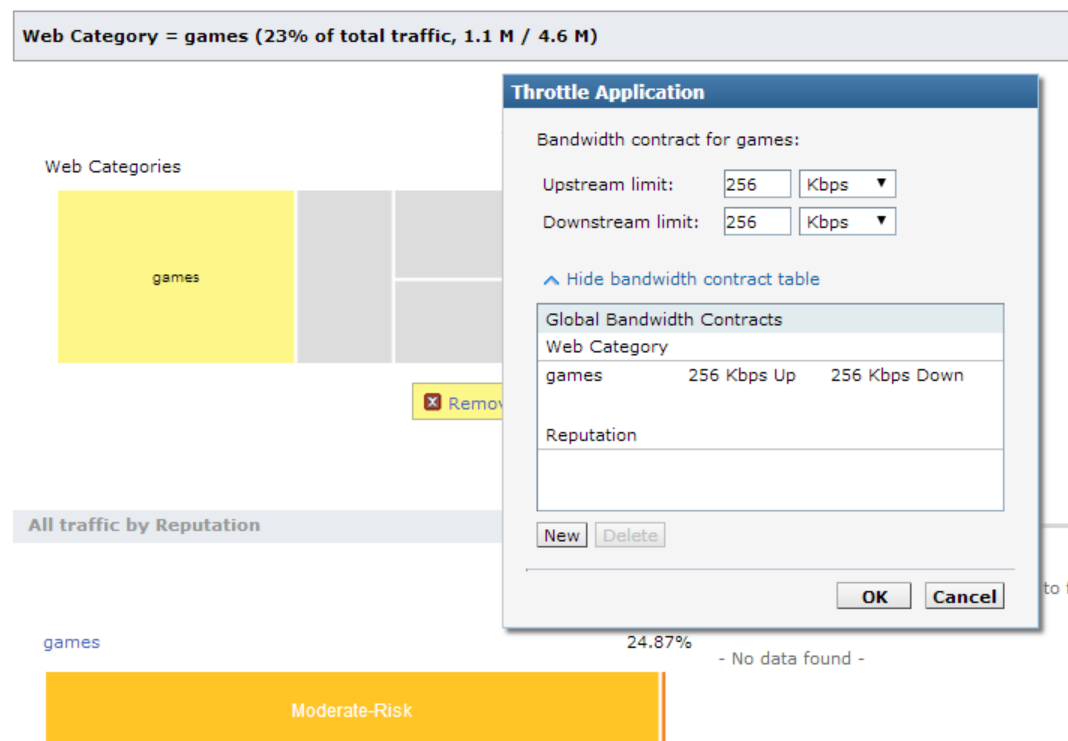 Web Category = games (23% of total traffic, 1.1 M / 4.6 M)
Throttle Application
Bandwidth contract for games:
Web Categories
Upstream limit: 256 Kbps
Downstream limit: 256 Kbps
games
Hide bandwidth contract table
Global Bandwidth Contracts
Web Category
games 256 Kbps Up 256 Kbps Down
Reputation
All traffic by Reputation
New Delete
OK Cancel
to
games 24.87%
- No data found -
Moderate-Risk